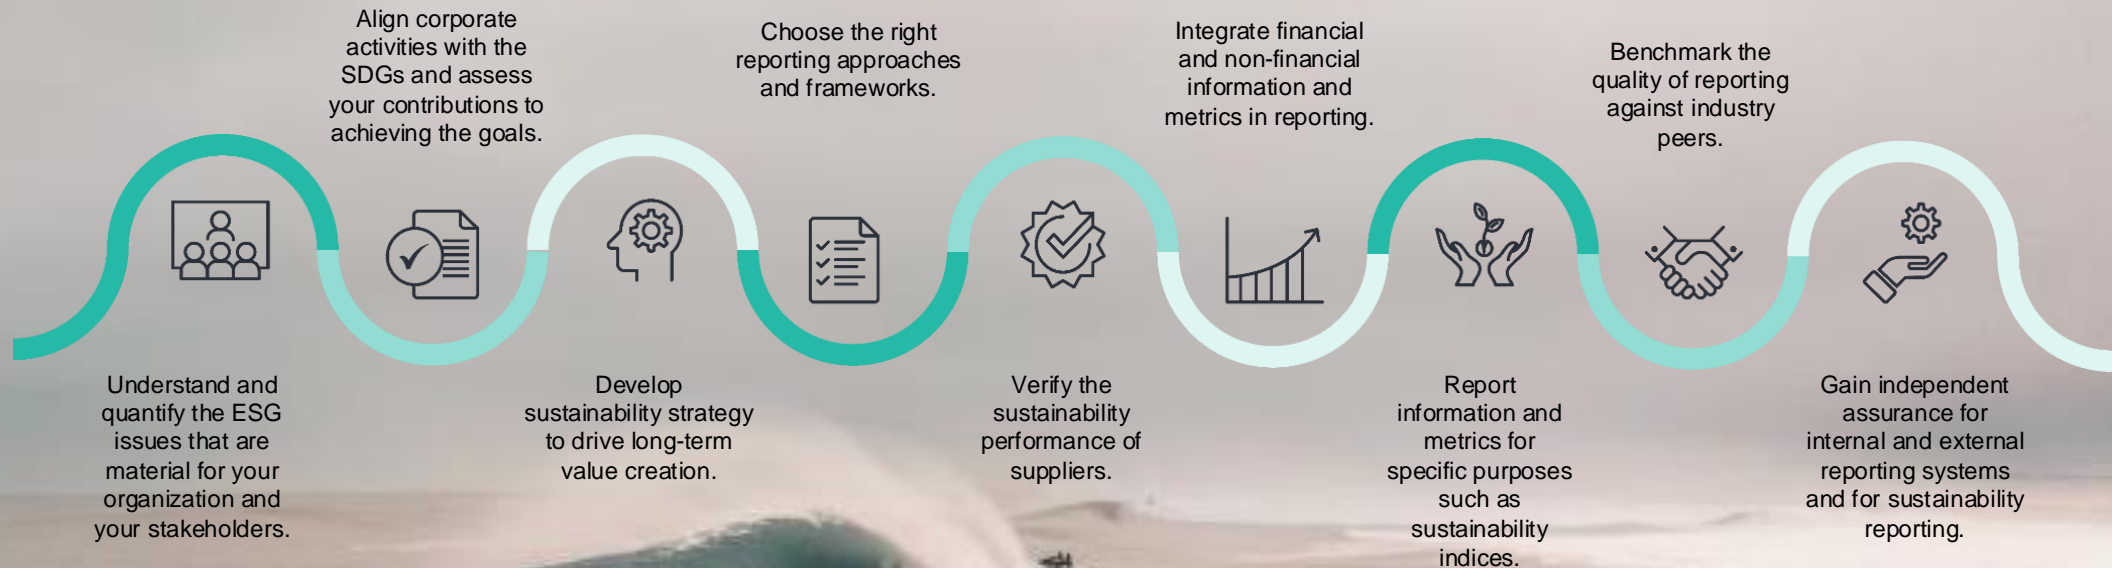 Understand and
quantify the ESG
issues that are
material for your
organization and
your stakeholders.
Align corporate
activities with the
SDGs and assess
your contributions to
achieving the goals.
Develop
sustainability strategy
to drive long-term
value creation.
Choose the right
reporting approaches
and frameworks.
Verify the
sustainability
performance of
suppliers.
Integrate financial
and non-financial
information and
metrics in reporting.
Report
information and
metrics for
specific purposes
such as
sustainability
indices.
Benchmark the
quality of reporting
against industry
peers.
Gain independent
assurance for
internal and external
reporting systems
and for sustainability
reporting.